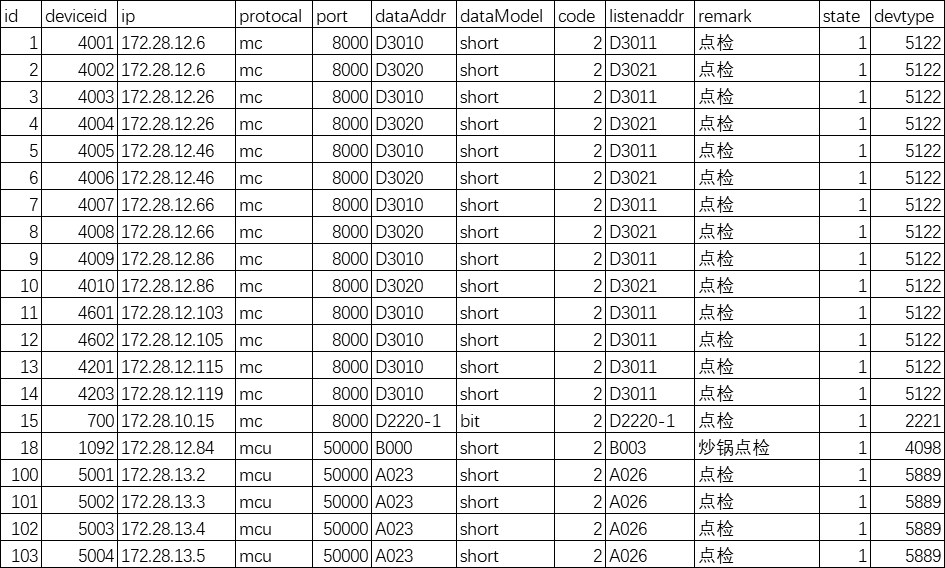 id deviceid ip protocal port dataAddr dataModel code listenaddr remark state devtype
1 4001 172.28.12.6 mc 8000 D3010 short 2 D3011 点检 1 5122
2 4002 172.28.12.6 mc 8000 D3020 short 2 D3021 点检 1 5122
3 4003 172.28.12.26 mc 8000 D3010 short 2 D3011 点检 1 5122
4 4004 172.28.12.26 mc 8000 D3020 short 2 D3021 点检 1 5122
5 4005 172.28.12.46 mc 8000 D3010 short 2 D3011 点检 1 5122
6 4006 172.28.12.46 mc 8000 D3020 short 2 D3021 点检 1 5122
7 4007 172.28.12.66 mc 8000 D3010 short 2 D3011 点检 1 5122
8 4008 172.28.12.66 mc 8000 D3020 short 2 D3021 点检 1 5122
9 4009 172.28.12.86 mc 8000 D3010 short 2 D3011 点检 1 5122
10 4010 172.28.12.86 mc 8000 D3020 short 2 D3021 点检 1 5122
11 4601 172.28.12.103 mc 8000 D3010 short 2 D3011 点检 1 5122
12 4602 172.28.12.105 mc 8000 D3010 short 2 D3011 点检 1 5122
13 4201 172.28.12.115 mc 8000 D3010 short 2 D3011 点检 1 5122
14 4203 172.28.12.119 mc 8000 D3010 short 2 D3011 点检 1 5122
15 700 172.28.10.15 mc 8000 D2220-1 bit 2 D2220-1 点检 1 2221
18 1092 172.28.12.84 mcu 50000 B000 short 2 B003 炒锅点检 1 4098
100 5001 172.28.13.2 mcu 50000 A023 short 2 A026 点检 1 5889
101 5002 172.28.13.3 mcu 50000 A023 short 2 A026 点检 1 5889
102 5003 172.28.13.4 mcu 50000 A023 short 2 A026 点检 1 5889
103 5004 172.28.13.5 mcu 50000 A023 short 2 A026 点检 1 5889